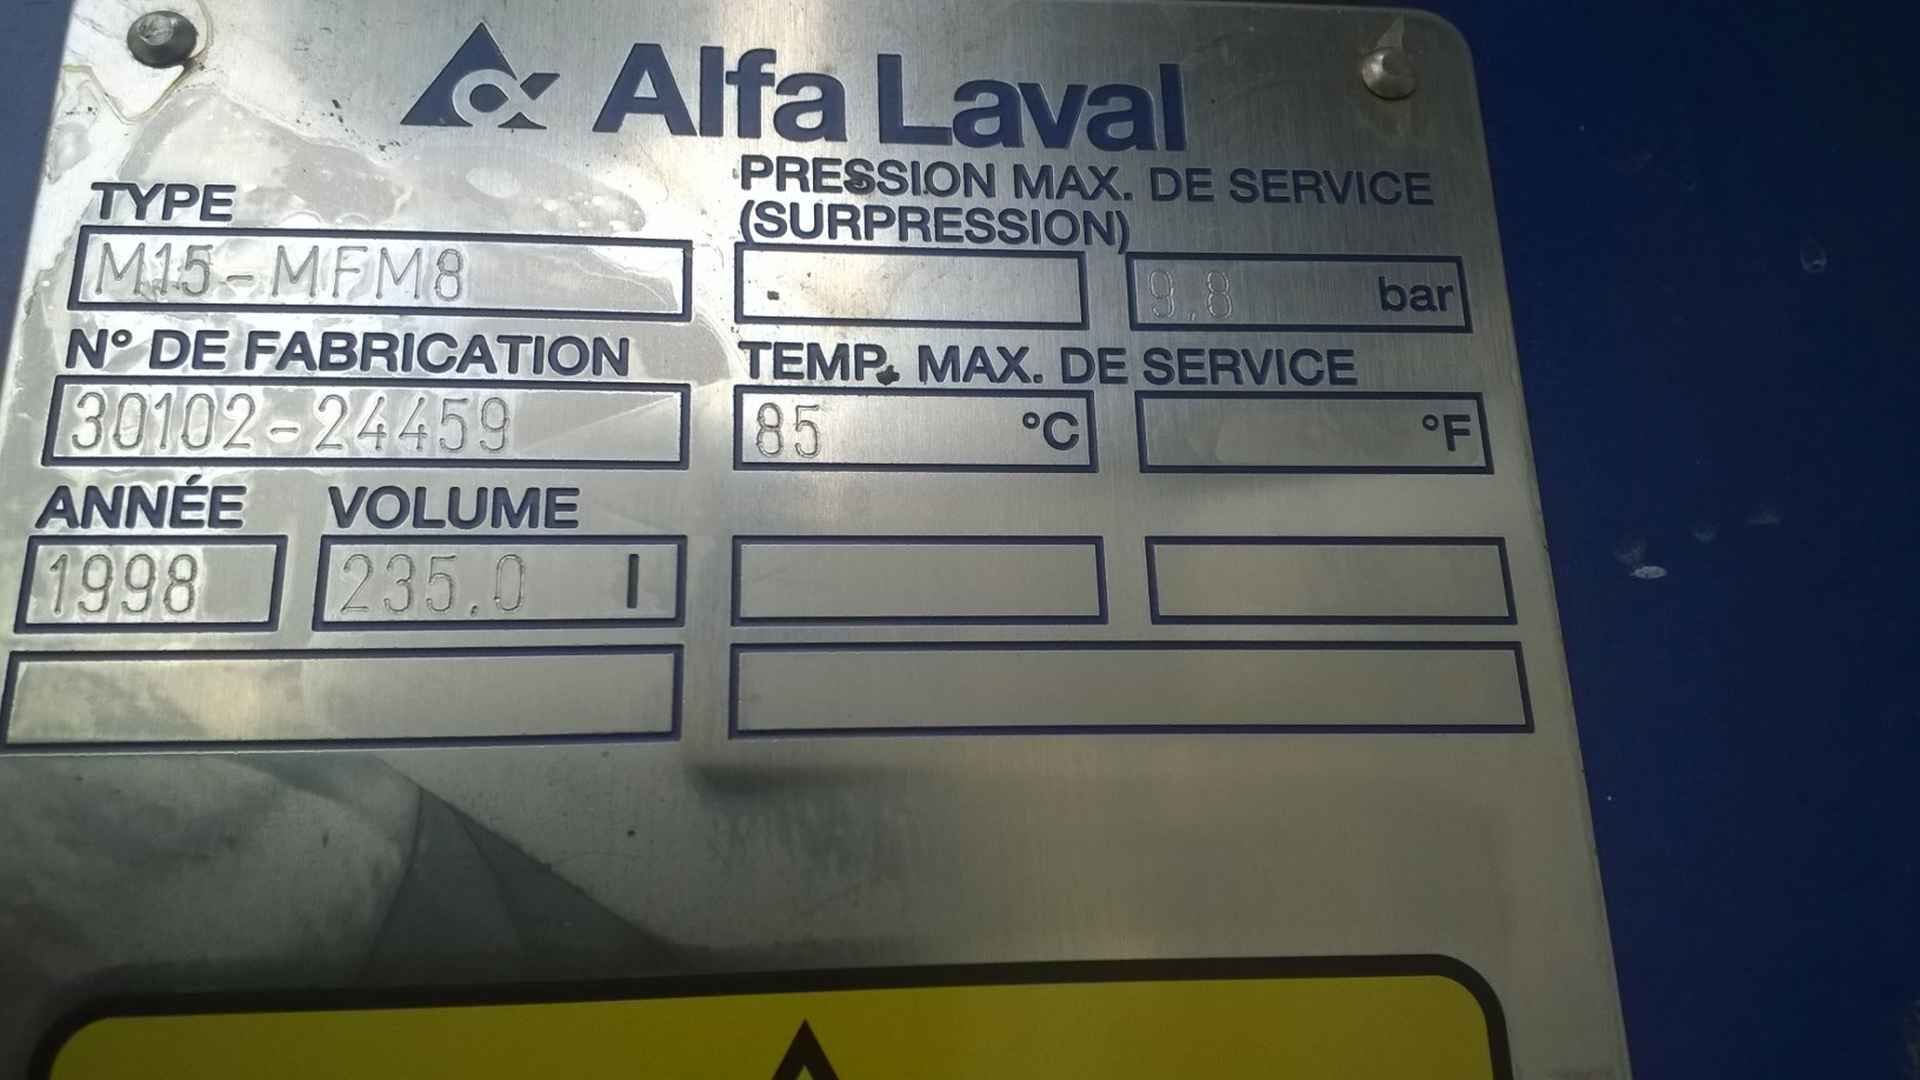 Alfa Laval
TYPE
M15-MFM8
PRESSION MAX. DE SERVICE
(SURPRESSION)
9,8 bar
N° DE FABRICATION
30102-24459
TEMP. MAX. DE SERVICE
85 °C
°F
ANNÉE
1998
VOLUME
235.0 l